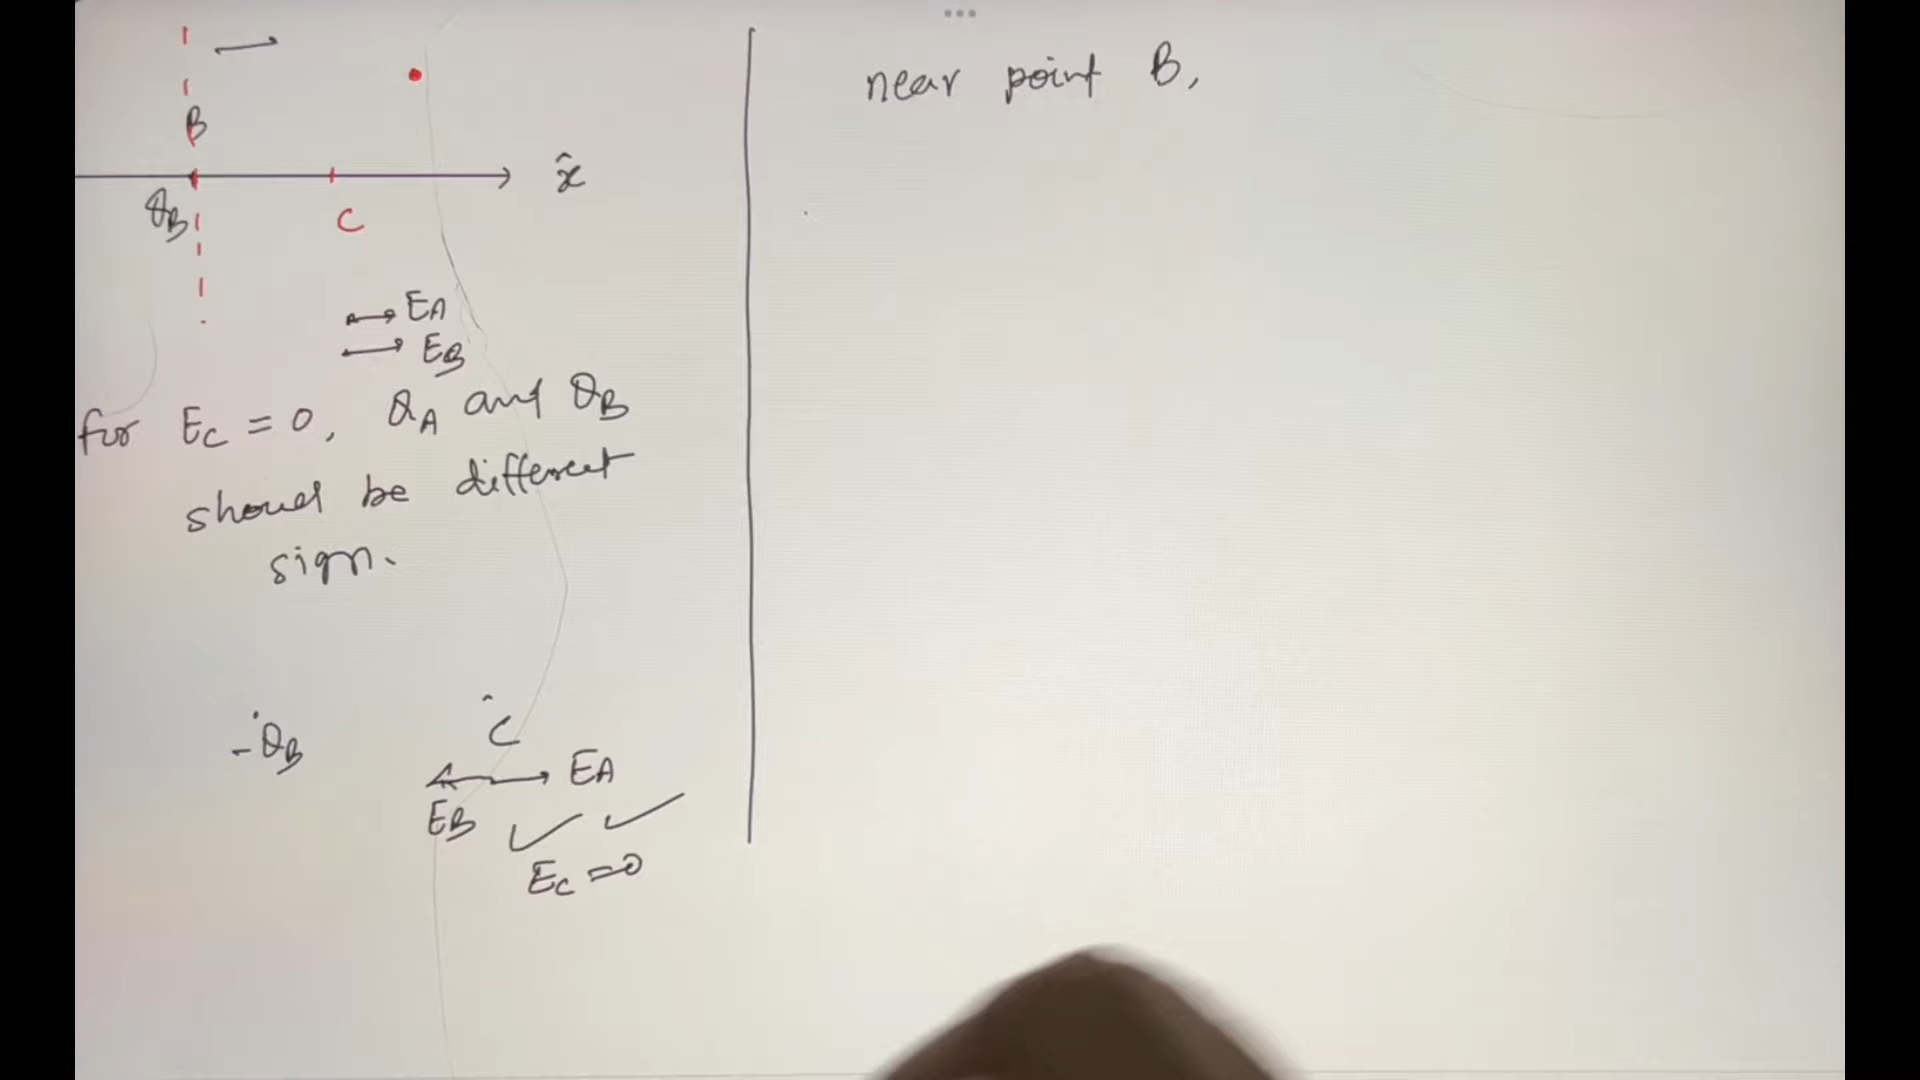 B
x̂
Q_B
C
E_A
E_B
for E_C = 0, Q_A and Q_B
should be different
sign.
-Q_B
C
E_A
E_B
E_C = 0
near point B,